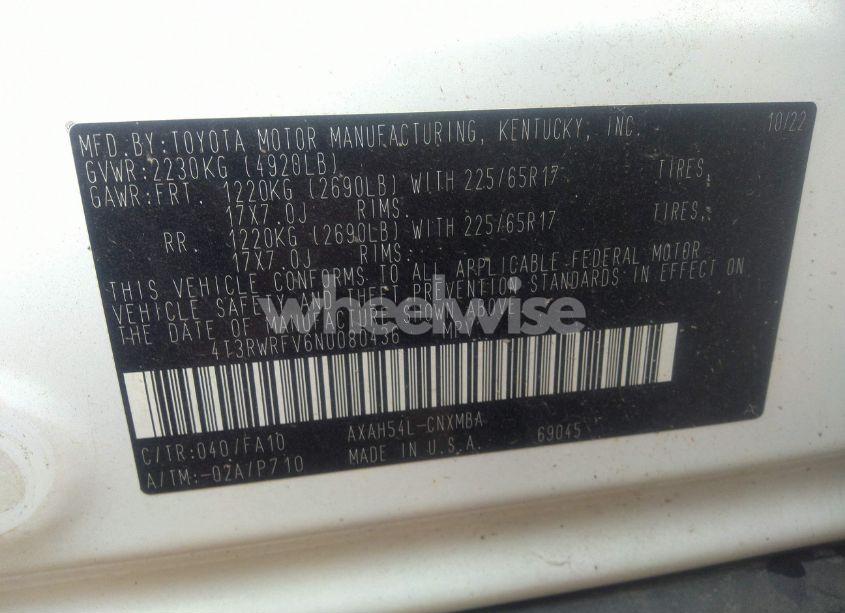 MFD.BY:TOYOTA MOTOR MANUFACTURING, KENTUCKY, INC. 10/22
GVWR:2230KG (4920LB)
GAWR:FRT. 1220KG (2690LB) WITH 225/65R17 TIRES,
17X7.0J RIMS.
RR. 1220KG (2690LB) WITH 225/65R17 TIRES,
17X7.0J RIMS.
THIS VEHICLE CONFORMS TO ALL APPLICABLE FEDERAL MOTOR
VEHICLE SAFETY AND THEFT PREVENTION STANDARDS IN EFFECT ON
THE DATE OF MANUFACTURE SHOWN ABOVE.
wheelwise
4T3RWRFV6NU080436
C/TR:040/FA10 AXAH54L-CNXMBA
A/TM:-02A/P710 MADE IN U.S.A. 69045